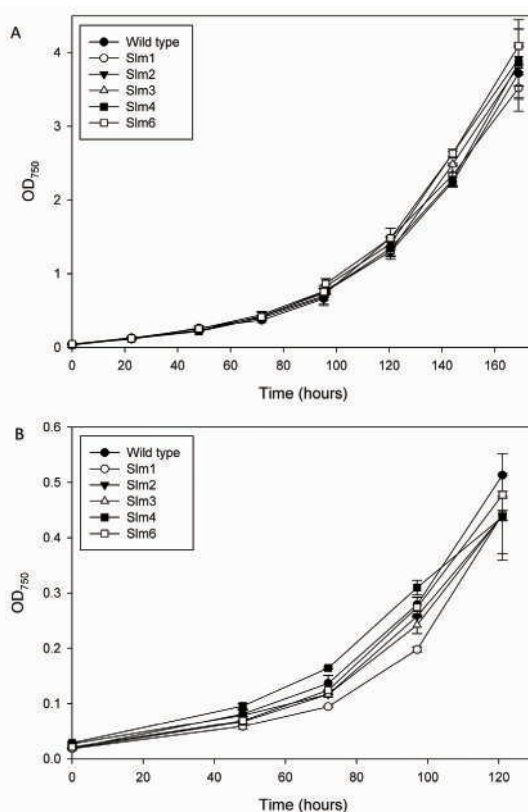 A
Wild type
Slm1
Slm2
Slm3
Slm4
Slm6
4
3
2
1
0
OD750
0 20 40 60 80 100 120 140 160
Time (hours)
B
0.6
Wild type
Slm1
Slm2
Slm3
Slm4
Slm6
0.5
0.4
0.3
0.2
0.1
0.0
OD750
0 20 40 60 80 100 120
Time (hours)